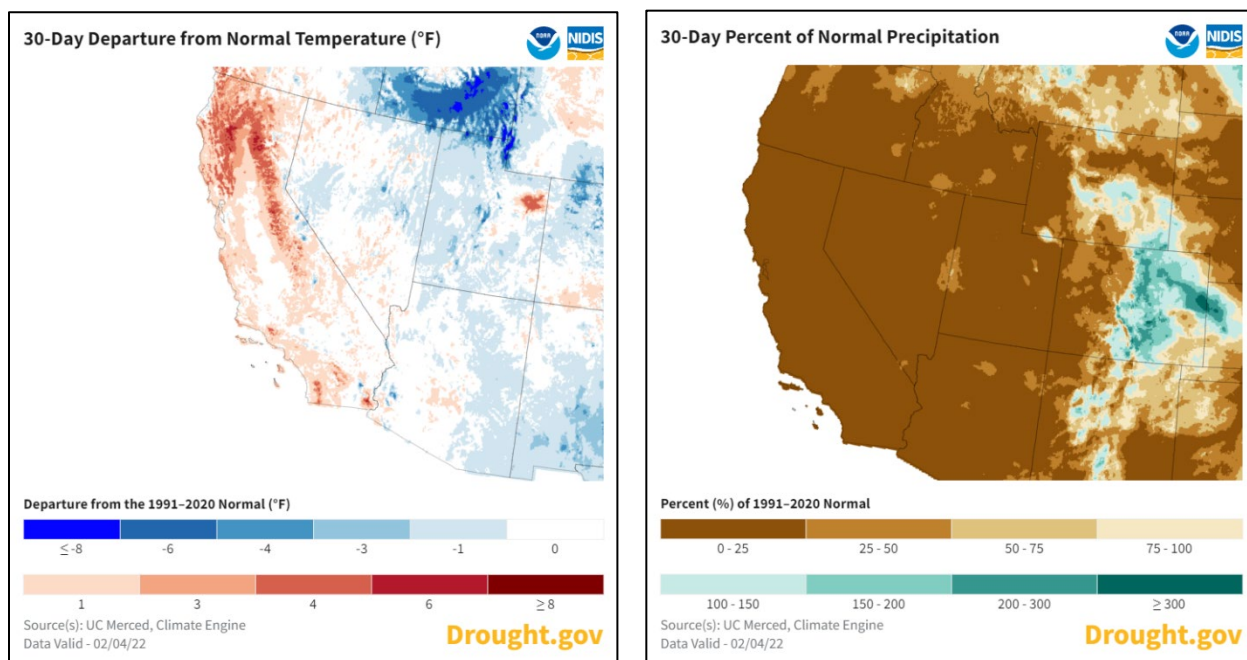 30-Day Departure from Normal Temperature (°F)
NOAA
NIDIS
Departure from the 1991–2020 Normal (°F)
≤ -8 -6 -4 -3 -1 0
1 3 4 6 ≥ 8
Source(s): UC Merced, Climate Engine
Data Valid - 02/04/22
Drought.gov
30-Day Percent of Normal Precipitation
NOAA
NIDIS
Percent (%) of 1991–2020 Normal
0 - 25 25 - 50 50 - 75 75 - 100
100 - 150 150 - 200 200 - 300 ≥ 300
Source(s): UC Merced, Climate Engine
Data Valid - 02/04/22
Drought.gov